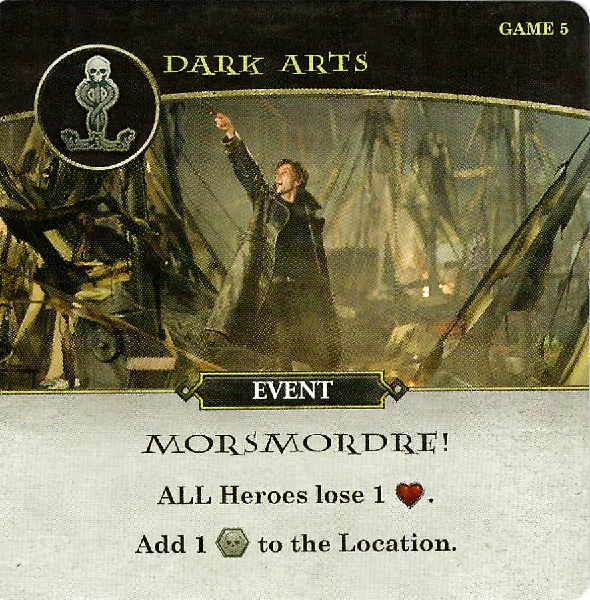 GAME 5
DARK ARTS
EVENT
MORSMORDRE!
ALL Heroes lose 1 .
Add 1 to the Location.